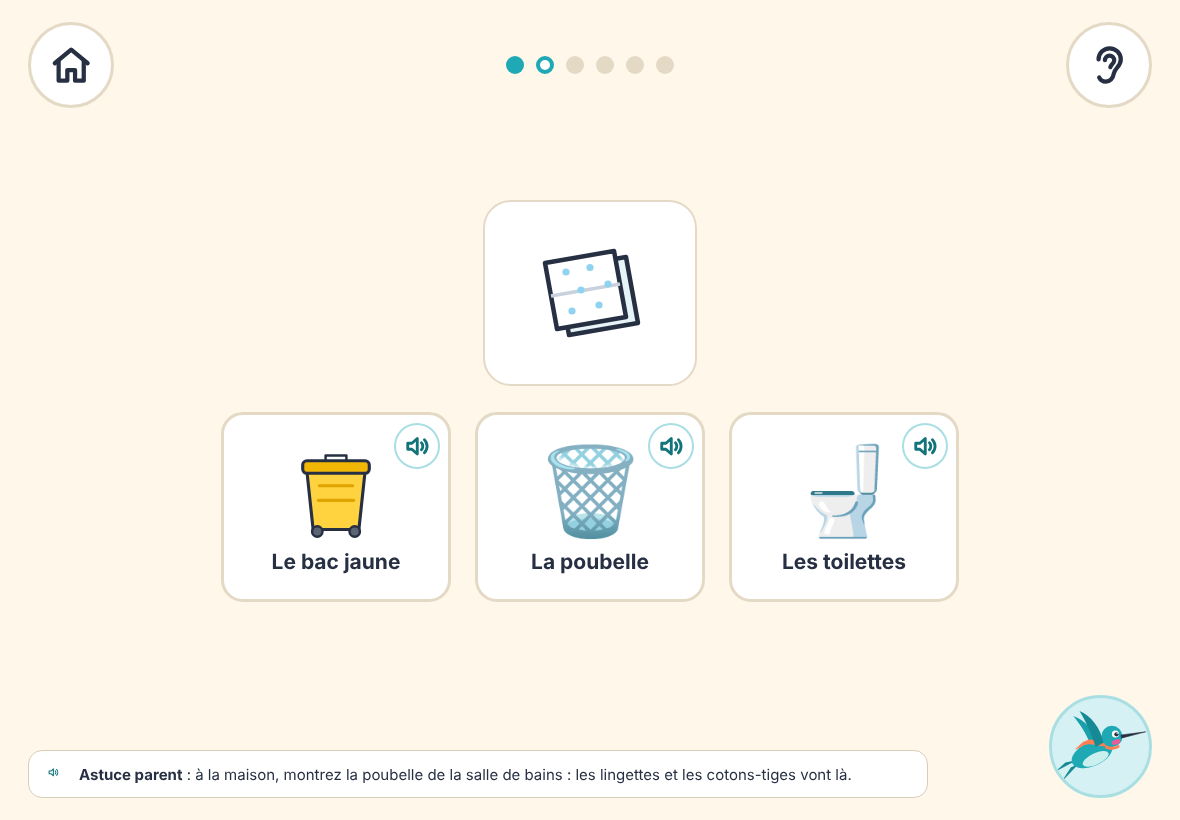 Le bac jaune
La poubelle
Les toilettes
Astuce parent : à la maison, montrez la poubelle de la salle de bains : les lingettes et les cotons-tiges vont là.